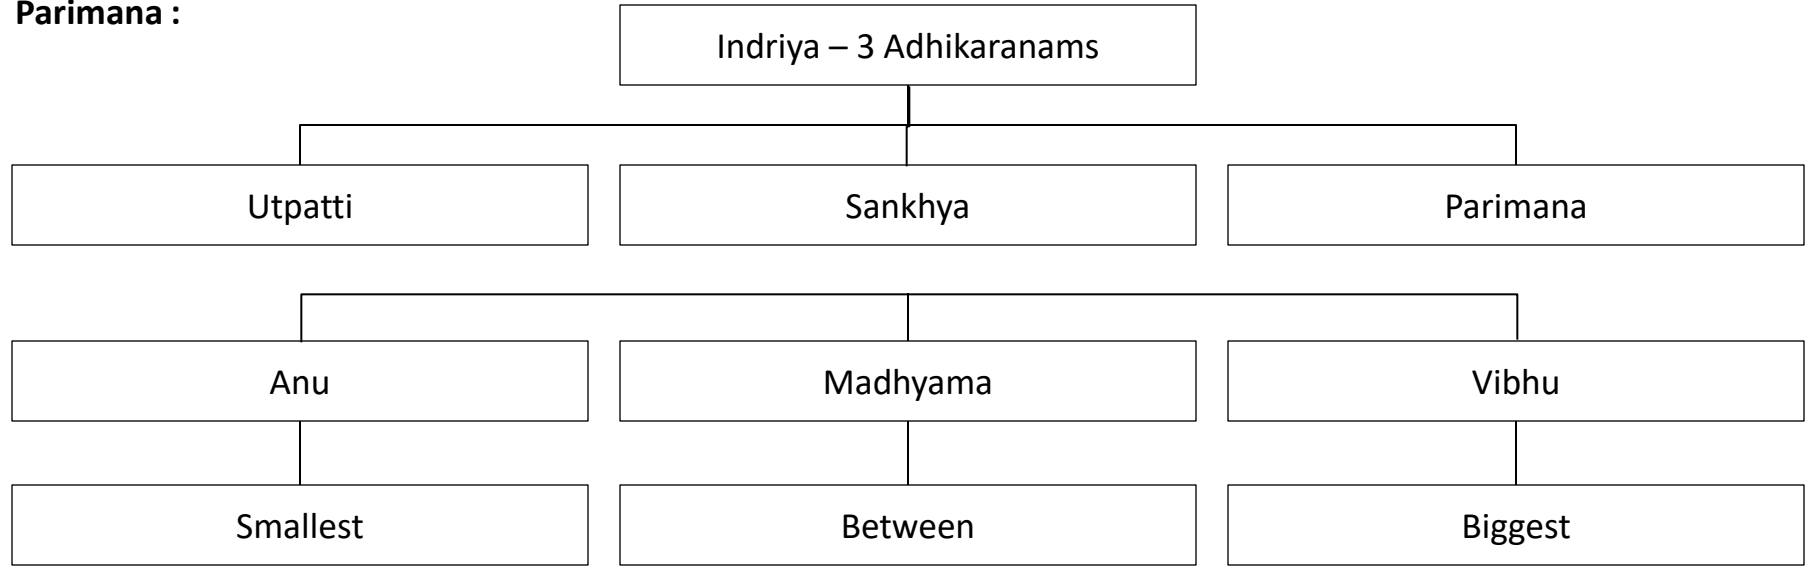 Parimana :
Indriya – 3 Adhikaranams
Utpatti
Sankhya
Parimana
Anu
Madhyama
Vibhu
Smallest
Between
Biggest